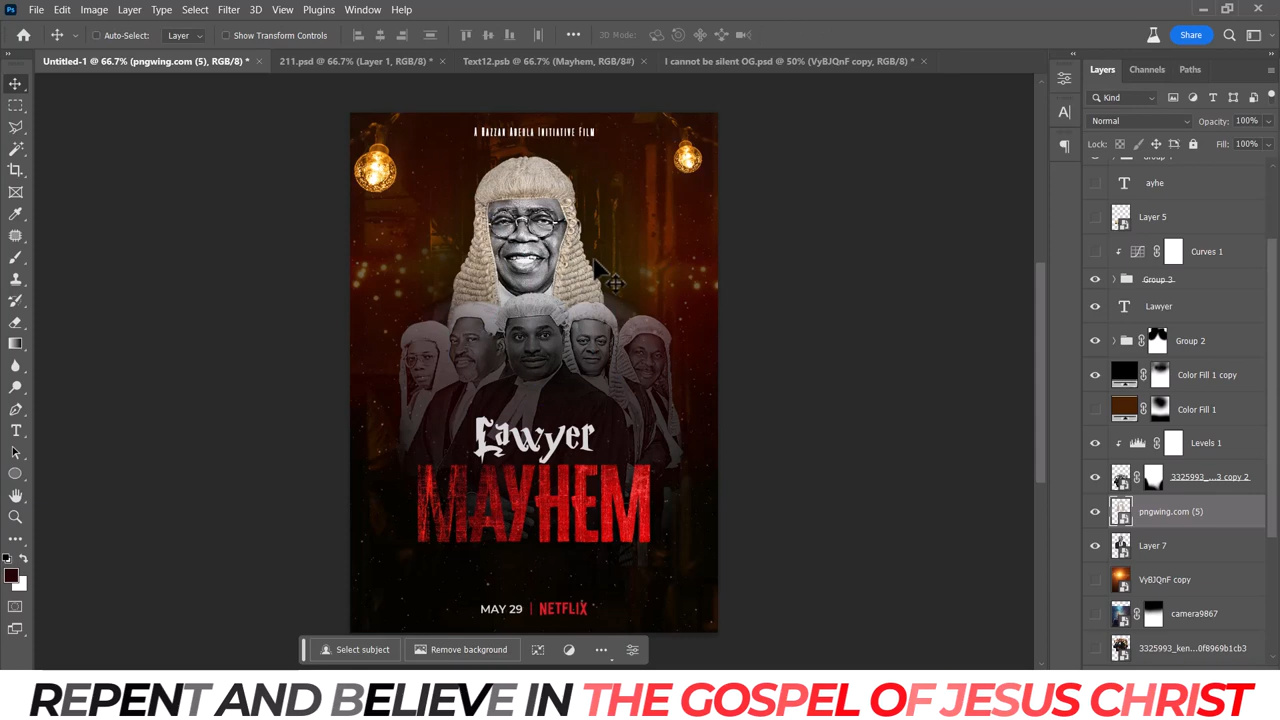 File Edit Image Layer Type Select Filter 3D View Plugins Window Help
Auto-Select: Layer Show Transform Controls 3D Mode: Share
Untitled-1 @ 66.7% (pngwing.com (5), RGB/8) * × 211.psd @ 66.7% (Layer 1, RGB/8) * × Text12.psb @ 66.7% (Mayhem, RGB/8#) × I cannot be silent OG.psd @ 50% (VyBJQnF copy, RGB/8) * ×
Layers Channels Paths
Kind
Normal Opacity: 100%
Lock: Fill: 100%
ayhe
Layer 5
Curves 1
Group 3
Lawyer
Group 2
Color Fill 1 copy
Color Fill 1
Levels 1
3325993_...3 copy 2
pngwing.com (5)
Layer 7
VyBJQnF copy
camera9867
3325993_ken...0f8969b1cb3
A Razzaz Adeola Initiative Film
Lawyer
MAYHEM
MAY 29 | NETFLIX
Select subject Remove background
REPENT AND BELIEVE IN THE GOSPEL OF JESUS CHRIST